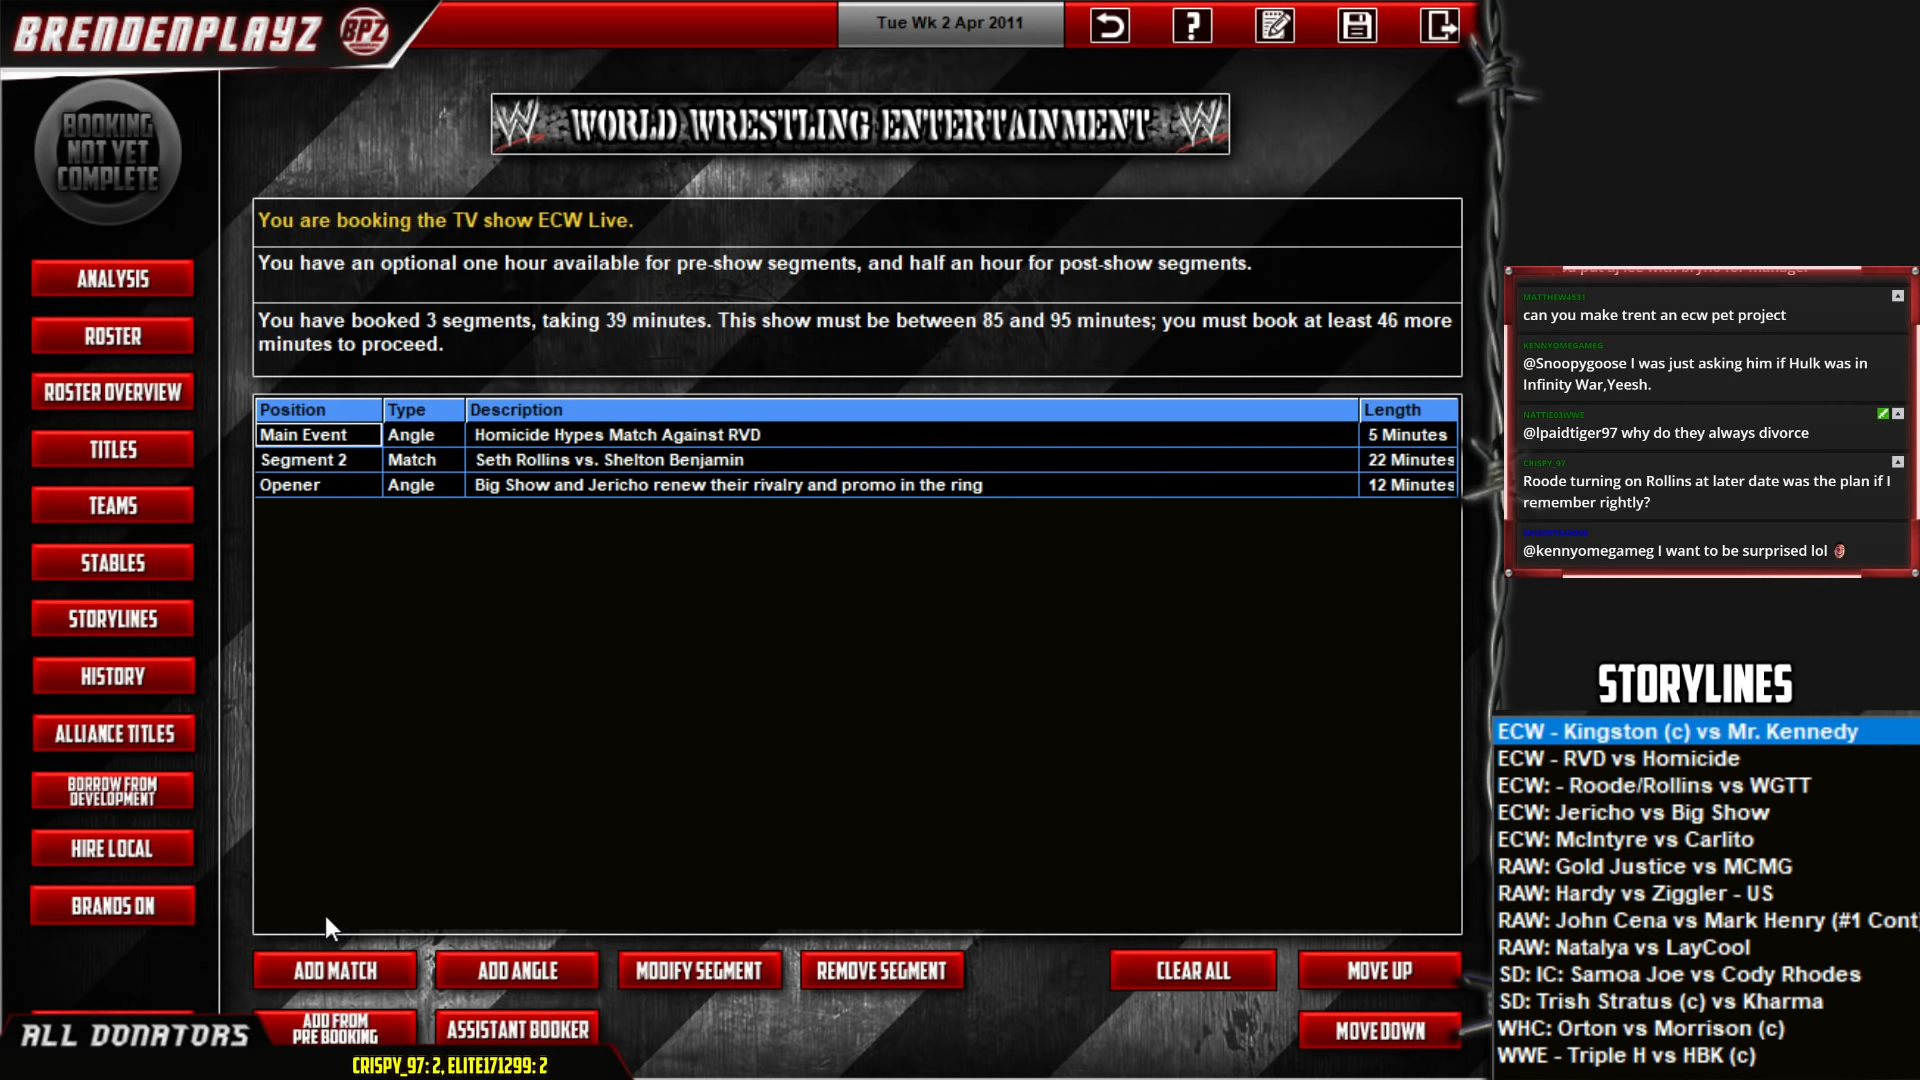 BRENDENPLAYZ
BPZ
Tue Wk 2 Apr 2011
?
BOOKING
NOT YET
COMPLETE
WORLD WRESTLING ENTERTAINMENT
You are booking the TV show ECW Live.
You have an optional one hour available for pre-show segments, and half an hour for post-show segments.
You have booked 3 segments, taking 39 minutes. This show must be between 85 and 95 minutes; you must book at least 46 more
minutes to proceed.
ANALYSIS
ROSTER
ROSTER OVERVIEW
TITLES
TEAMS
STABLES
STORYLINES
HISTORY
ALLIANCE TITLES
BORROW FROM
DEVELOPMENT
HIRE LOCAL
BRANDS ON
Position Type Description Length
Main Event Angle Homicide Hypes Match Against RVD 5 Minutes
Segment 2 Match Seth Rollins vs. Shelton Benjamin 22 Minutes
Opener Angle Big Show and Jericho renew their rivalry and promo in the ring 12 Minutes
ADD MATCH
ADD ANGLE
MODIFY SEGMENT
REMOVE SEGMENT
CLEAR ALL
MOVE UP
ADD FROM
PRE BOOKING
ASSISTANT BOOKER
MOVE DOWN
ALL DONATORS
CRISPY_97: 2, ELITE171299: 2
MATTHEW4531
can you make trent an ecw pet project
KENNYOMEGAMEG
@Snoopygoose I was just asking him if Hulk was in
Infinity War,Yeesh.
NATTIE03WWE
@lpaidtiger97 why do they always divorce
CRISPY_97
Roode turning on Rollins at later date was the plan if I
remember rightly?
@kennyomegameg I want to be surprised lol
STORYLINES
ECW - Kingston (c) vs Mr. Kennedy
ECW - RVD vs Homicide
ECW: - Roode/Rollins vs WGTT
ECW: Jericho vs Big Show
ECW: McIntyre vs Carlito
RAW: Gold Justice vs MCMG
RAW: Hardy vs Ziggler - US
RAW: John Cena vs Mark Henry (#1 Cont
RAW: Natalya vs LayCool
SD: IC: Samoa Joe vs Cody Rhodes
SD: Trish Stratus (c) vs Kharma
WHC: Orton vs Morrison (c)
WWE - Triple H vs HBK (c)